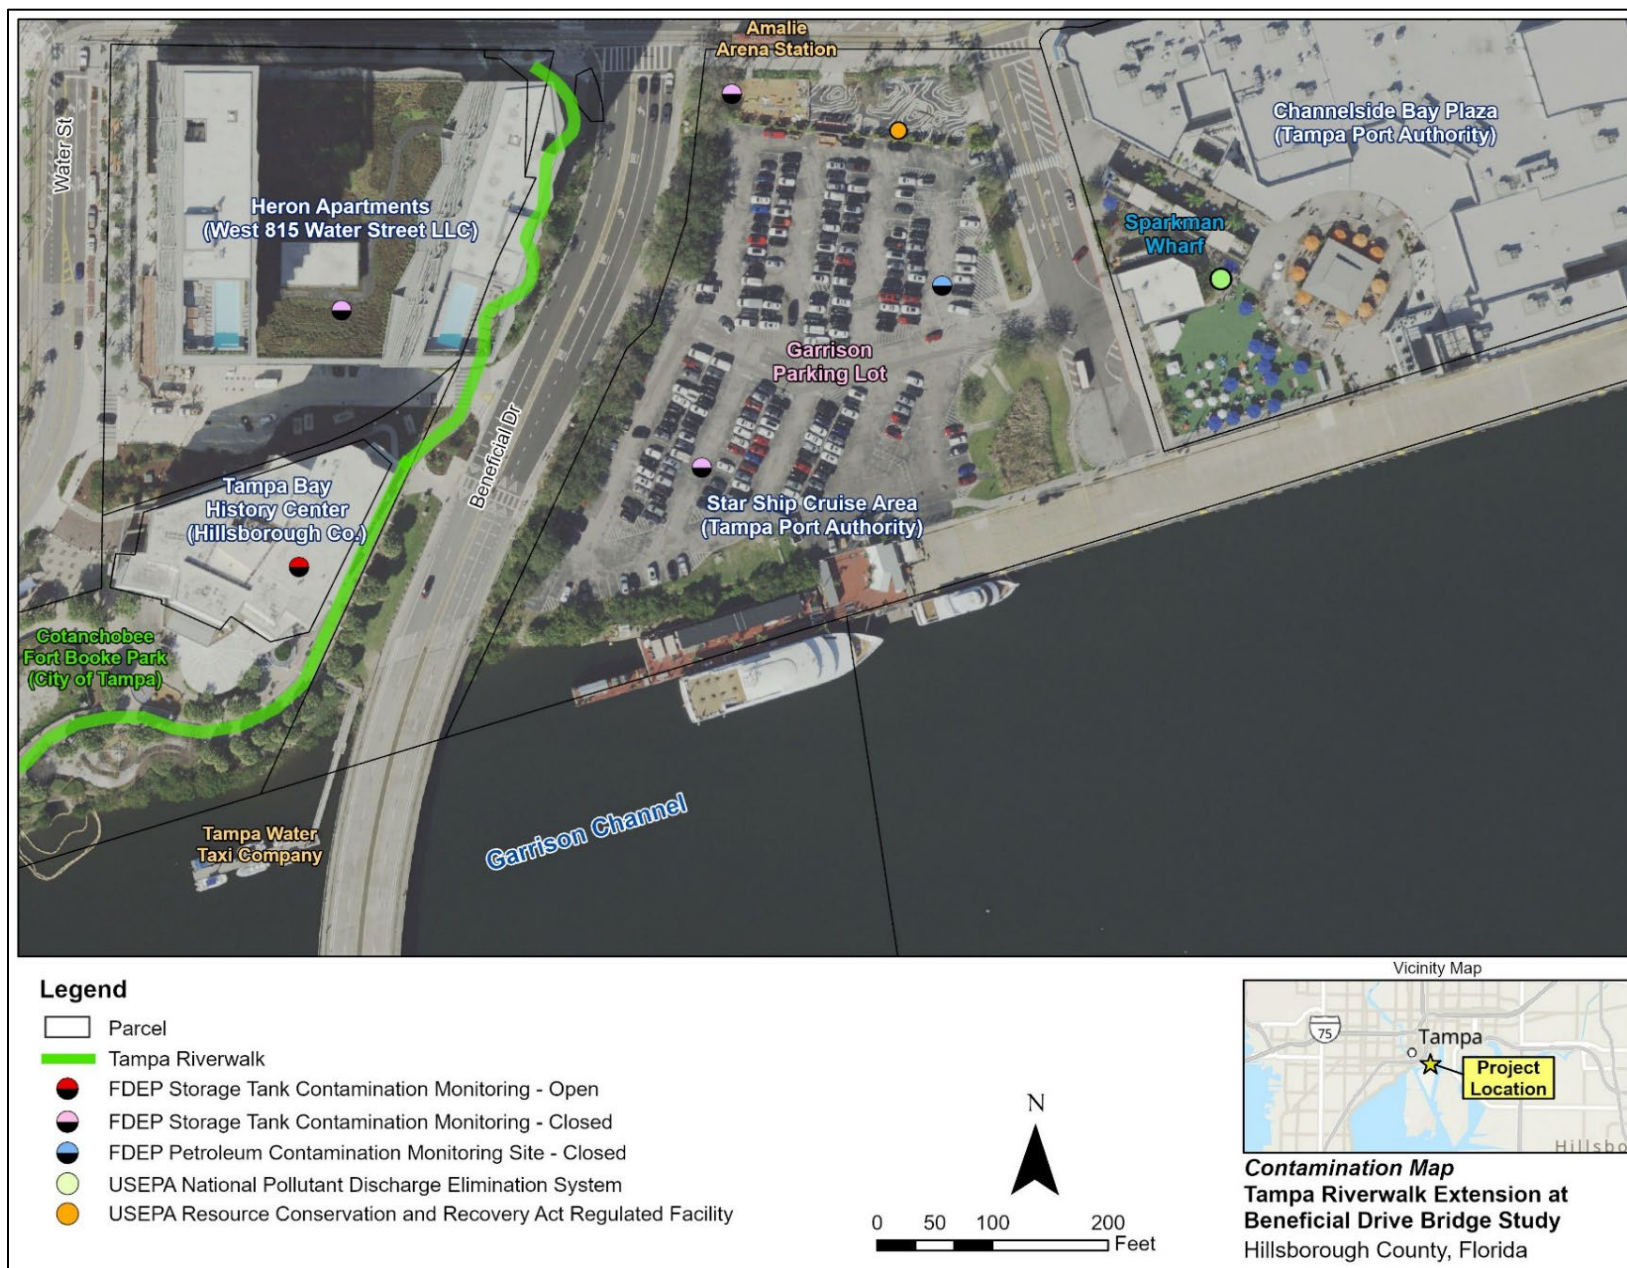 Amalie
Arena Station
Water St
Channelside Bay Plaza
(Tampa Port Authority)
Heron Apartments
(West 815 Water Street LLC)
Sparkman
Wharf
Garrison
Parking Lot
Beneficial Dr
Tampa Bay
History Center
(Hillsborough Co.)
Star Ship Cruise Area
(Tampa Port Authority)
Cotanchobee
Fort Booke Park
(City of Tampa)
Tampa Water
Taxi Company
Garrison Channel
Legend
Parcel
Tampa Riverwalk
FDEP Storage Tank Contamination Monitoring - Open
FDEP Storage Tank Contamination Monitoring - Closed
FDEP Petroleum Contamination Monitoring Site - Closed
USEPA National Pollutant Discharge Elimination System
USEPA Resource Conservation and Recovery Act Regulated Facility
N
0 50 100 200
Feet
Vicinity Map
75
Tampa
Project
Location
Hillsbo
Contamination Map
Tampa Riverwalk Extension at
Beneficial Drive Bridge Study
Hillsborough County, Florida